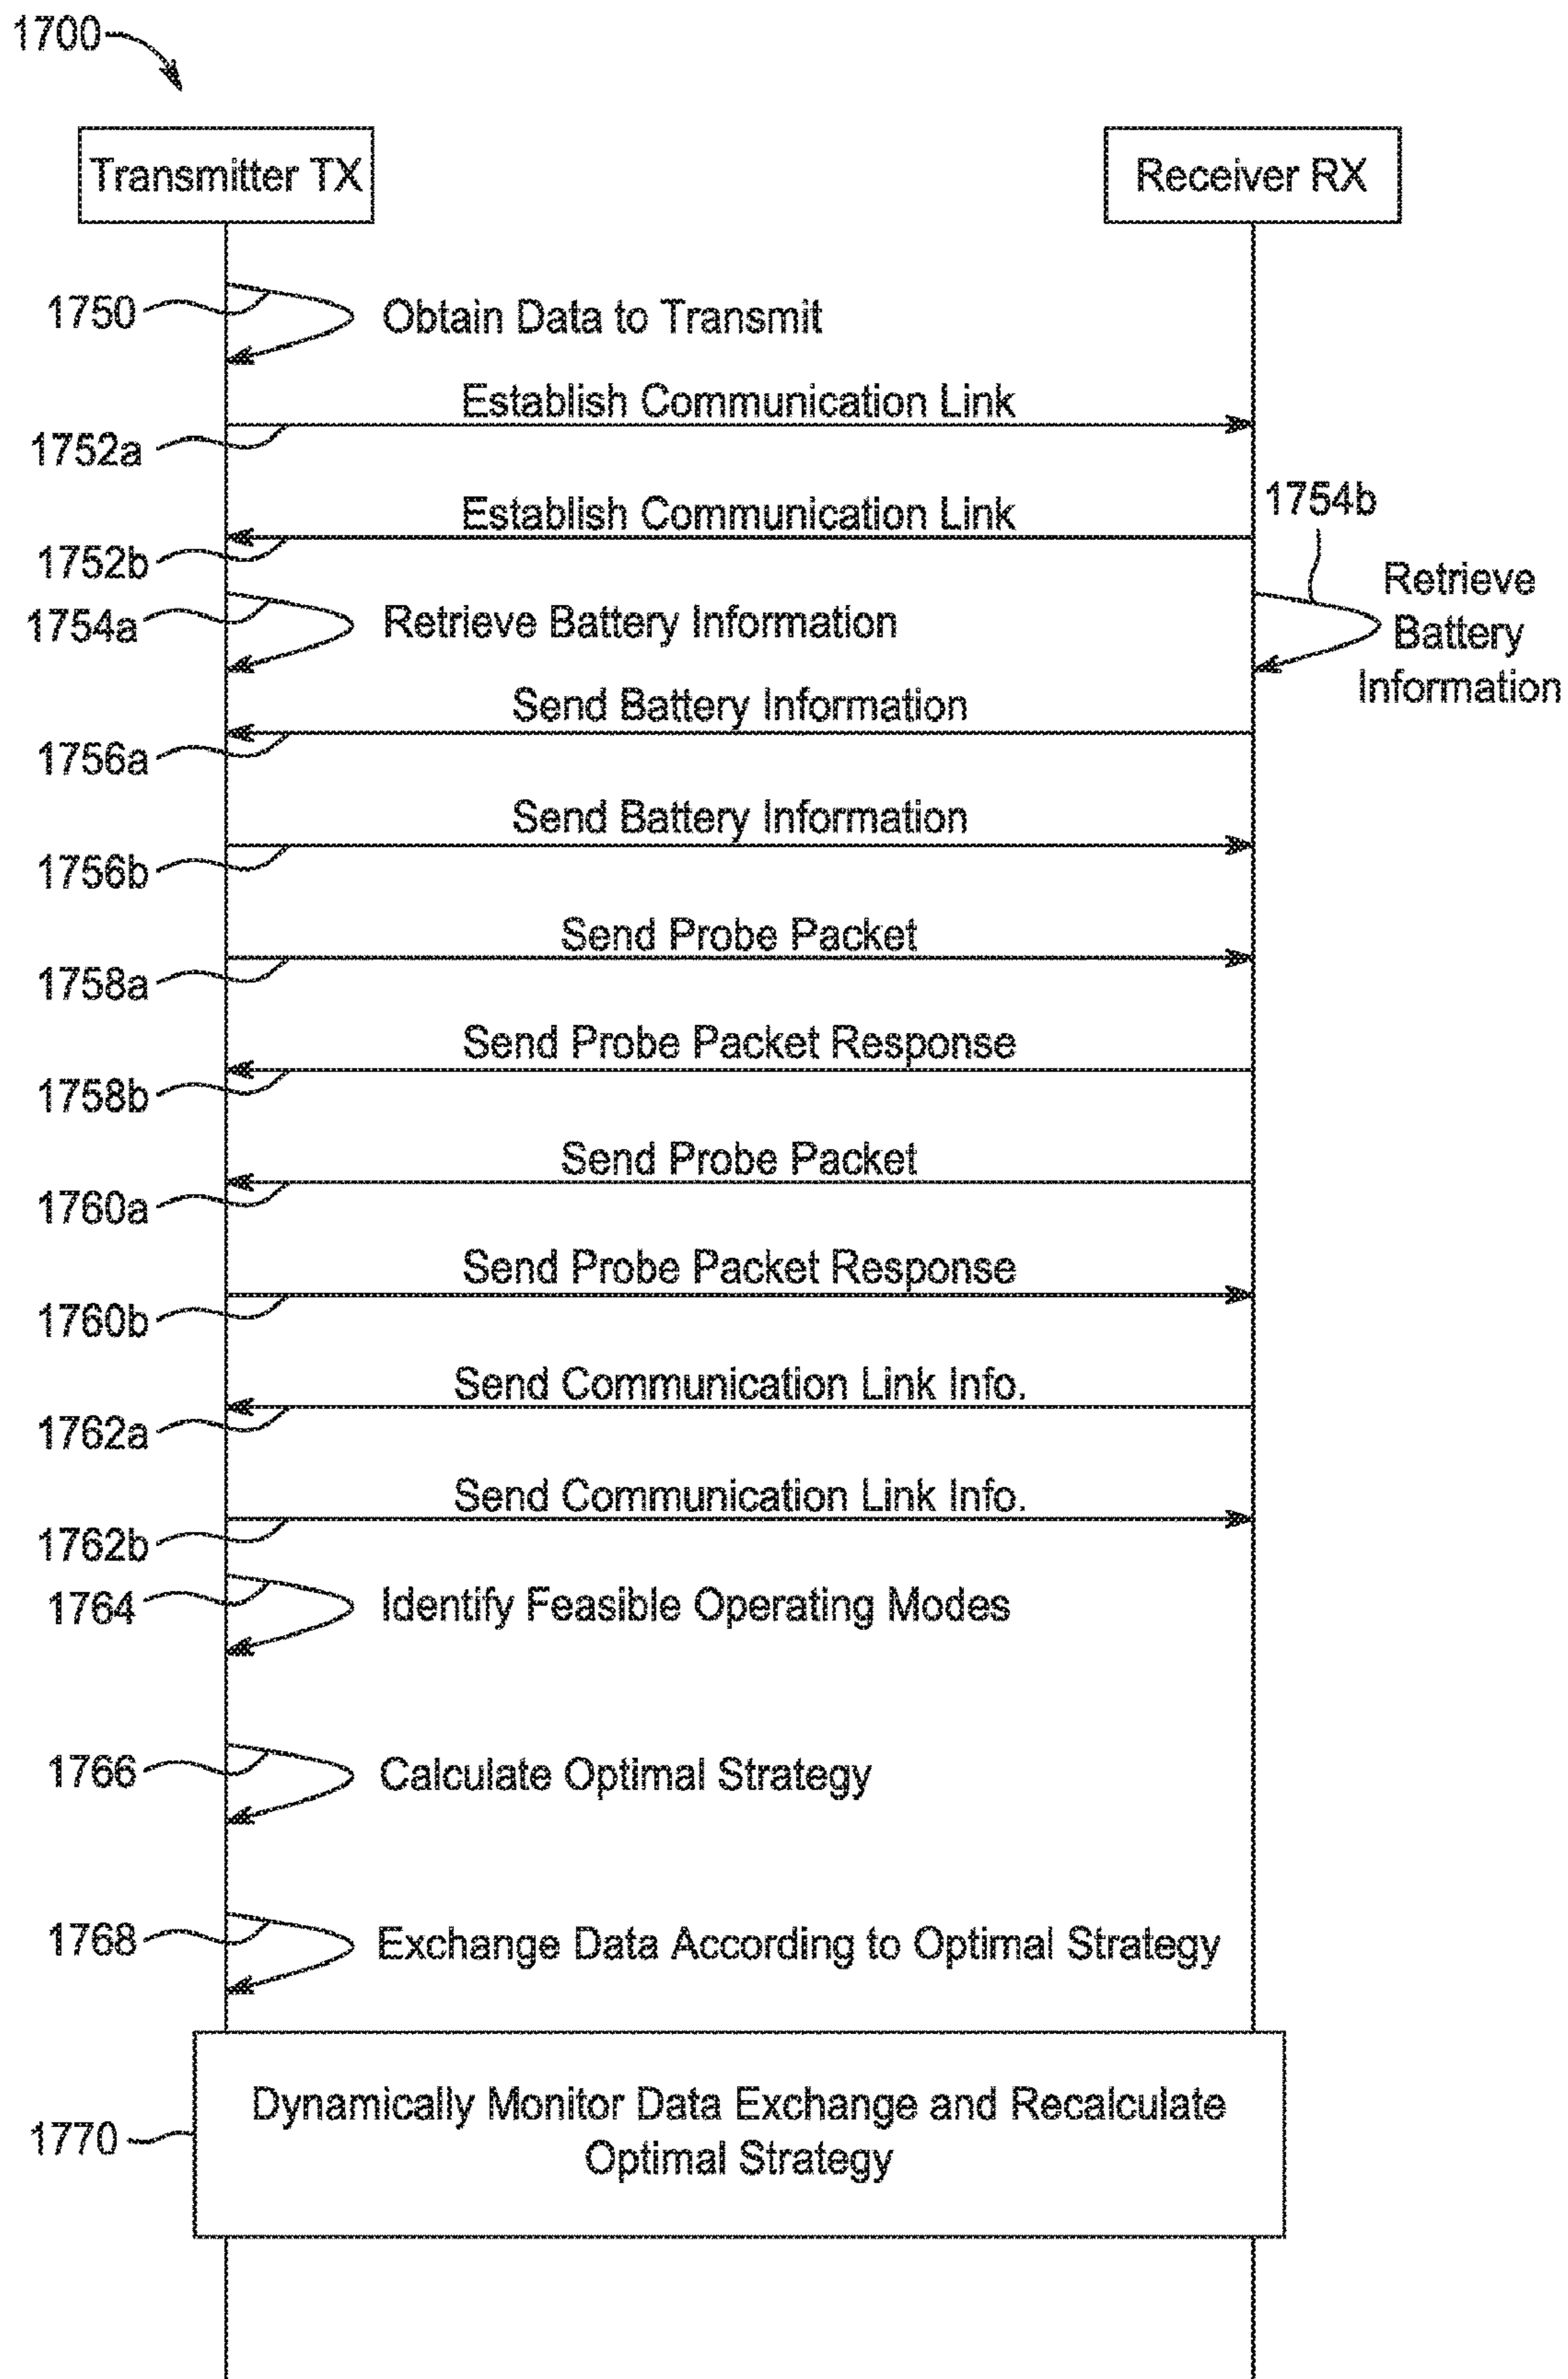 1700
Transmitter TX
Receiver RX
1750
Obtain Data to Transmit
Establish Communication Link
1752a
Establish Communication Link
1752b
1754b
1754a
Retrieve Battery Information
Retrieve
Battery
Information
Send Battery Information
1756a
Send Battery Information
1756b
Send Probe Packet
1758a
Send Probe Packet Response
1758b
Send Probe Packet
1760a
Send Probe Packet Response
1760b
Send Communication Link Info.
1762a
Send Communication Link Info.
1762b
1764
Identify Feasible Operating Modes
1766
Calculate Optimal Strategy
1768
Exchange Data According to Optimal Strategy
1770
Dynamically Monitor Data Exchange and Recalculate
Optimal Strategy